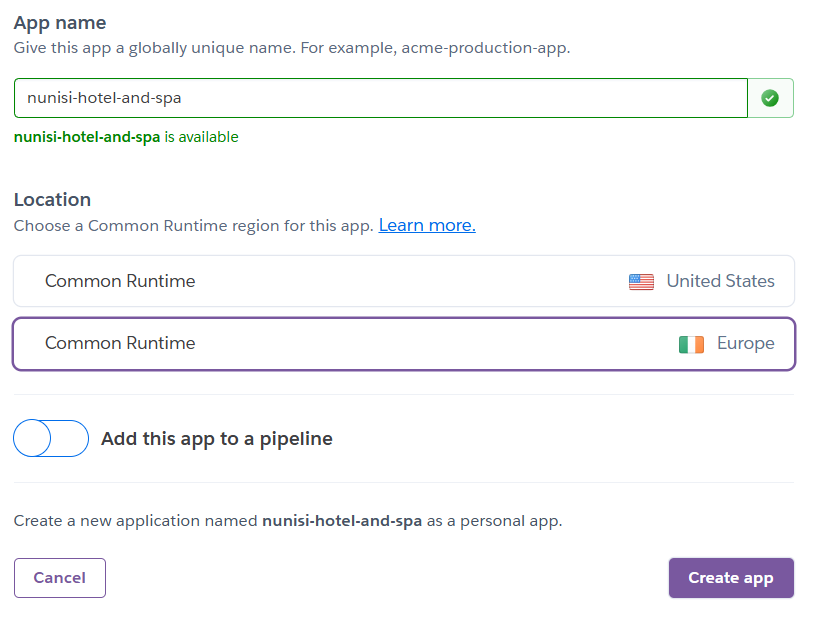 App name
Give this app a globally unique name. For example, acme-production-app.
nunisi-hotel-and-spa
nunisi-hotel-and-spa is available
Location
Choose a Common Runtime region for this app. Learn more.
Common Runtime United States
Common Runtime Europe
Add this app to a pipeline
Create a new application named nunisi-hotel-and-spa as a personal app.
Cancel Create app